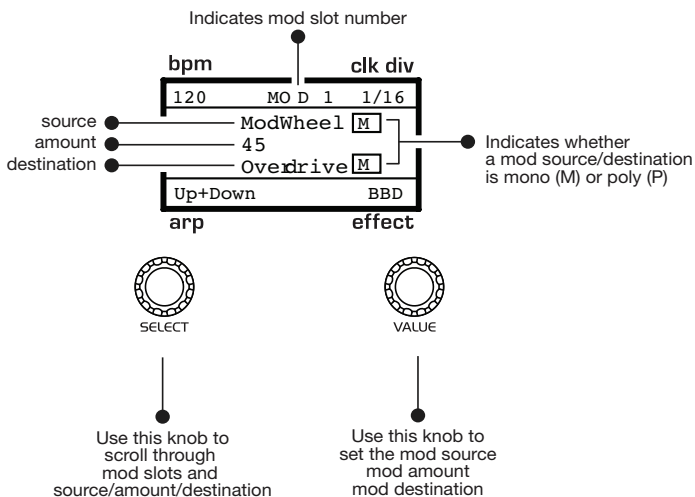 Indicates mod slot number
bpm clk div
120 MOD 1 1/16
source ModWheel M
amount 45
destination Overdrive M
Indicates whether
a mod source/destination
is mono (M) or poly (P)
Up+Down BBD
arp effect
SELECT VALUE
Use this knob to
scroll through
mod slots and
source/amount/destination
Use this knob to
set the mod source
mod amount
mod destination